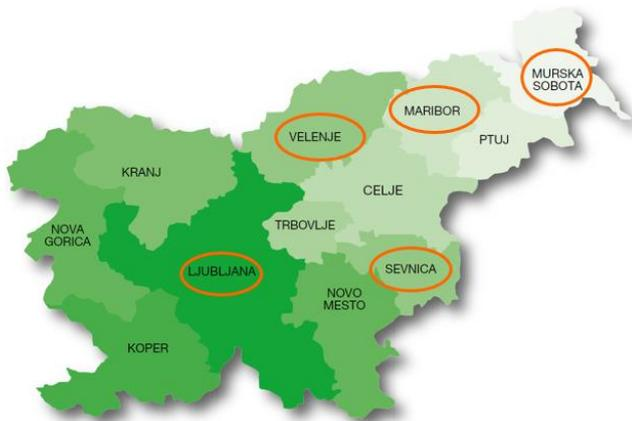 MURSKA
SOBOTA
MARIBOR
VELENJE
PTUJ
KRANJ
CELJE
TRBOVLJE
NOVA
GORICA
LJUBLJANA
SEVNICA
NOVO
MESTO
KOPER